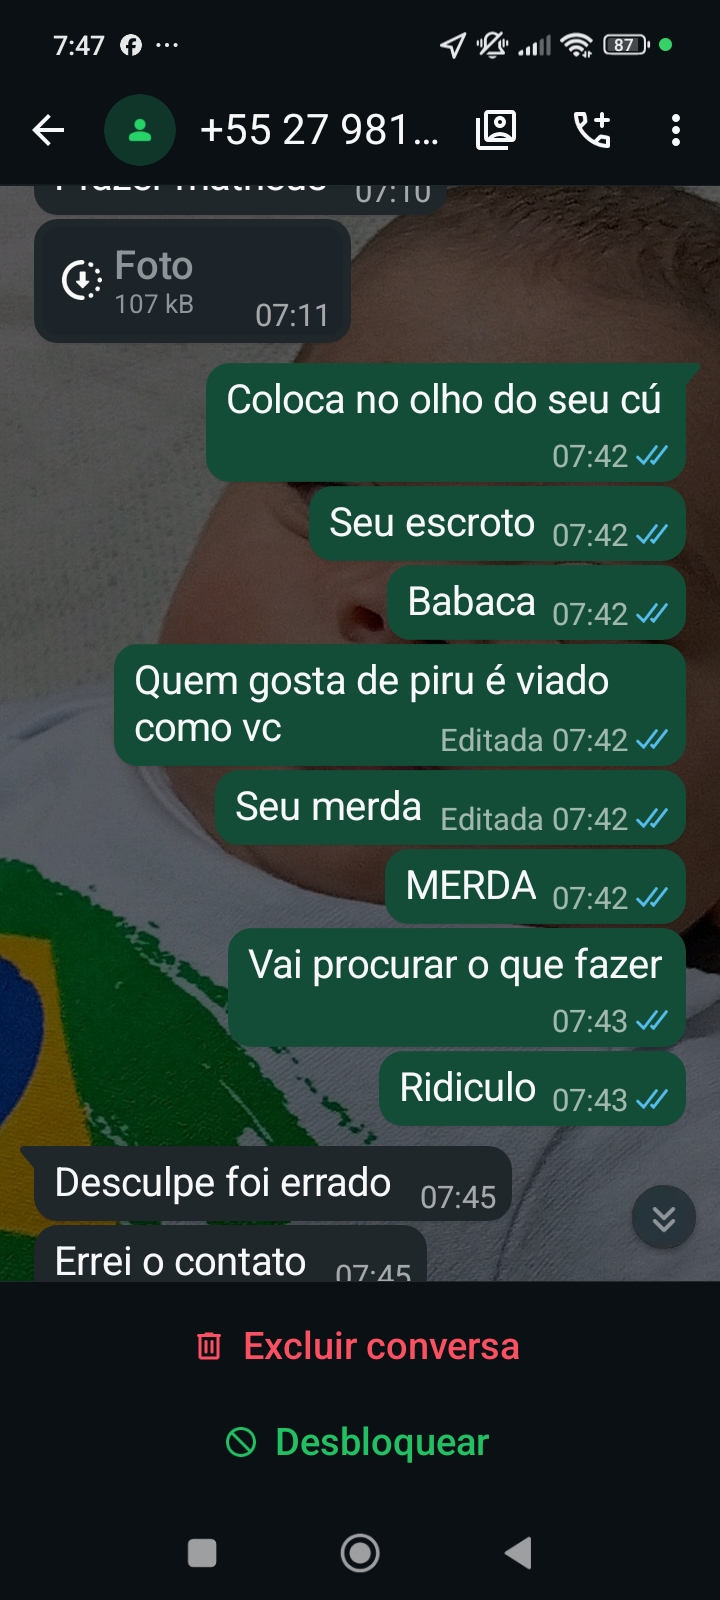 7:47
87
+55 27 981...
07:10
Foto
107 kB
07:11
Coloca no olho do seu cú
07:42
Seu escroto 07:42
Babaca 07:42
Quem gosta de piru é viado
como vc Editada 07:42
Seu merda Editada 07:42
MERDA 07:42
Vai procurar o que fazer
07:43
Ridiculo 07:43
Desculpe foi errado 07:45
Errei o contato 07:45
Excluir conversa
Desbloquear